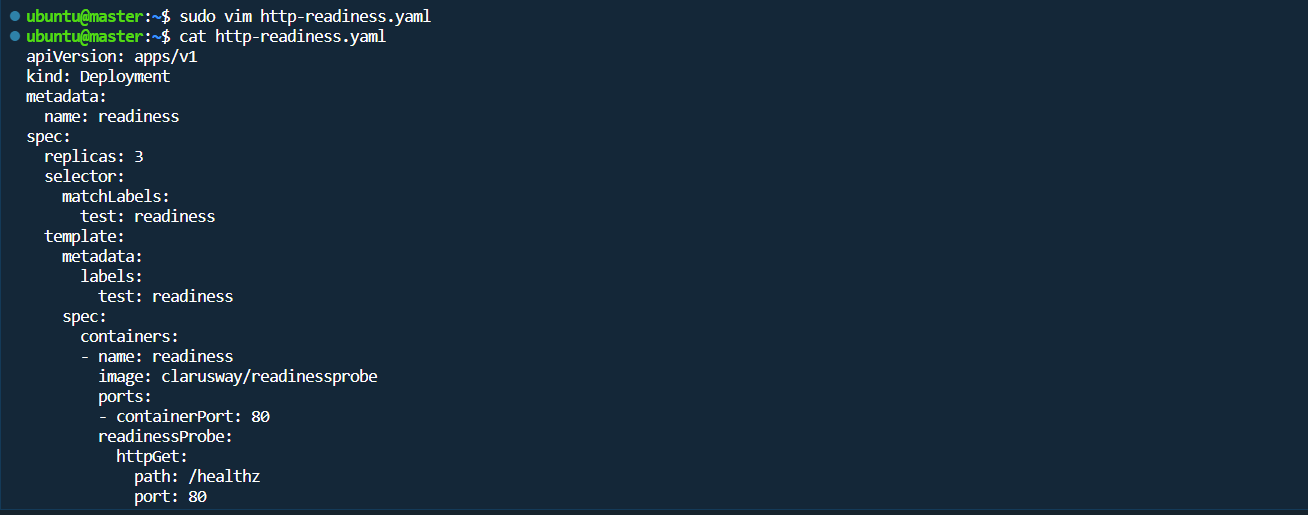 ubuntu@master:~$ sudo vim http-readiness.yaml
ubuntu@master:~$ cat http-readiness.yaml
apiVersion: apps/v1
kind: Deployment
metadata:
  name: readiness
spec:
  replicas: 3
  selector:
    matchLabels:
      test: readiness
  template:
    metadata:
      labels:
        test: readiness
    spec:
      containers:
      - name: readiness
        image: clarusway/readinessprobe
        ports:
        - containerPort: 80
        readinessProbe:
          httpGet:
            path: /healthz
            port: 80